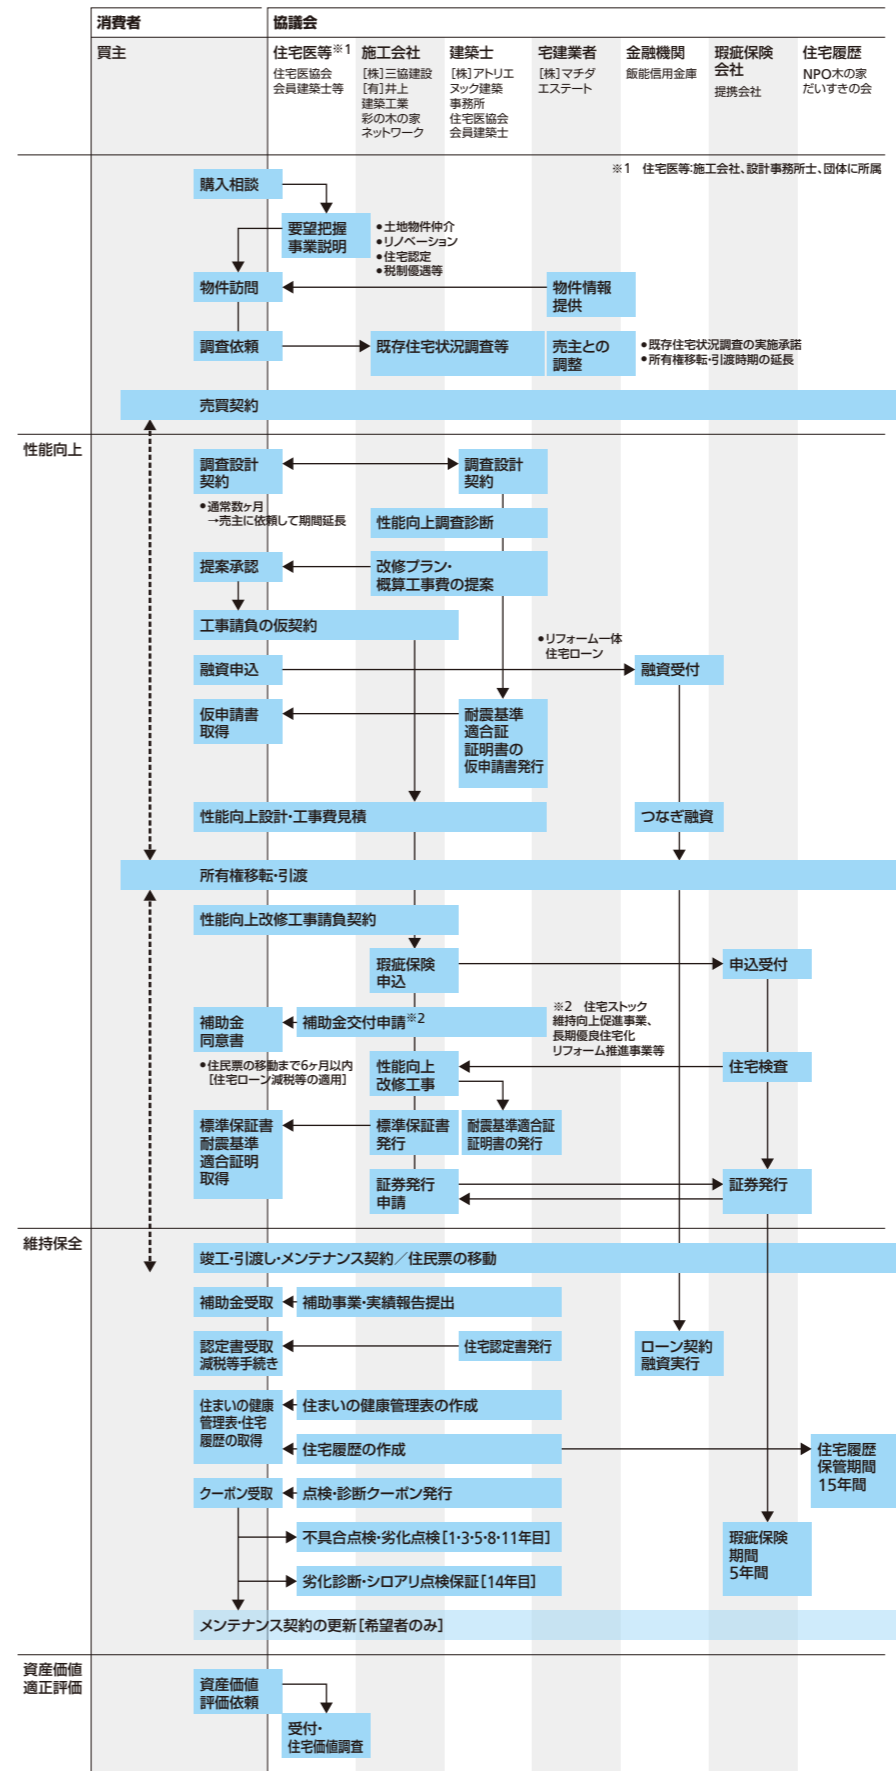 消費者
協議会
買主
住宅医等※1
住宅医協会
会員建築士等
施工会社
[株]三協建設
[有]井上
建築工業
彩の木の家
ネットワーク
建築士
[株]アトリエ
ヌック建築
事務所
住宅医協会
会員建築士
宅建業者
[株]マチダ
エステート
金融機関
飯能信用金庫
瑕疵保険
会社
提携会社
住宅履歴
NPO木の家
だいすきの会
※1 住宅医等:施工会社、設計事務所士、団体に所属
購入相談
要望把握
事業説明
●土地物件仲介
●リノベーション
●住宅認定
●税制優遇等
物件訪問
物件情報
提供
調査依頼
既存住宅状況調査等
売主との
調整
●既存住宅状況調査の実施承諾
●所有権移転・引渡時期の延長
売買契約
性能向上
調査設計
契約
調査設計
契約
●通常数ヶ月
→売主に依頼して期間延長
性能向上調査診断
提案承認
改修プラン・
概算工事費の提案
工事請負の仮契約
●リフォーム一体
住宅ローン
融資申込
融資受付
仮申請書
取得
耐震基準
適合証
証明書の
仮申請書発行
性能向上設計・工事費見積
つなぎ融資
所有権移転・引渡
性能向上改修工事請負契約
瑕疵保険
申込
申込受付
補助金
同意書
補助金交付申請※2
※2 住宅ストック
維持向上促進事業、
長期優良住宅化
リフォーム推進事業等
●住民票の移動まで6ヶ月以内
[住宅ローン減税等の適用]
性能向上
改修工事
住宅検査
標準保証書
耐震基準
適合証明
取得
標準保証書
発行
耐震基準適合証
証明書の発行
証券発行
申請
証券発行
維持保全
竣工・引渡し・メンテナンス契約／住民票の移動
補助金受取
補助事業・実績報告提出
認定書受取
減税等手続き
住宅認定書発行
ローン契約
融資実行
住まいの健康
管理表・住宅
履歴の取得
住まいの健康管理表の作成
住宅履歴の作成
住宅履歴
保管期間
15年間
クーポン受取
点検・診断クーポン発行
不具合点検・劣化点検[1・3・5・8・11年目]
瑕疵保険
期間
5年間
劣化診断・シロアリ点検保証[14年目]
メンテナンス契約の更新[希望者のみ]
資産価値
適正評価
資産価値
評価依頼
受付・
住宅価値調査